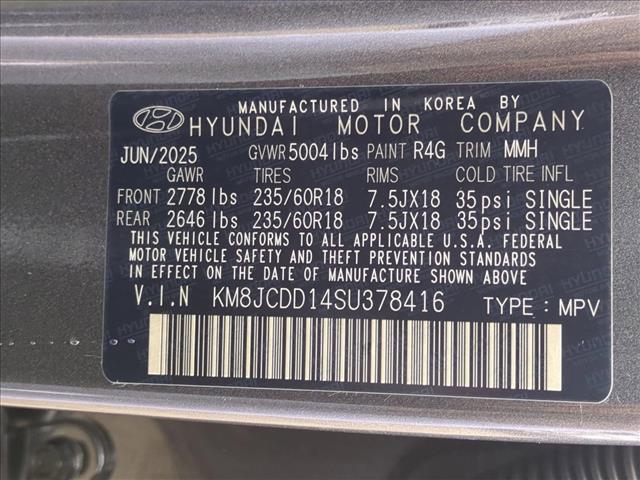 MANUFACTURED IN KOREA BY
HYUNDAI MOTOR COMPANY
JUN/2025 GVWR 5004lbs PAINT R4G TRIM MMH
GAWR TIRES RIMS COLD TIRE INFL
FRONT 2778lbs 235/60R18 7.5JX18 35psi SINGLE
REAR 2646lbs 235/60R18 7.5JX18 35psi SINGLE
THIS VEHICLE CONFORMS TO ALL APPLICABLE U.S.A. FEDERAL
MOTOR VEHICLE SAFETY AND THEFT PREVENTION STANDARDS
IN EFFECT ON THE DATE OF MANUFACTURE SHOWN ABOVE.
V.I.N KM8JCDD14SU378416 TYPE : MPV